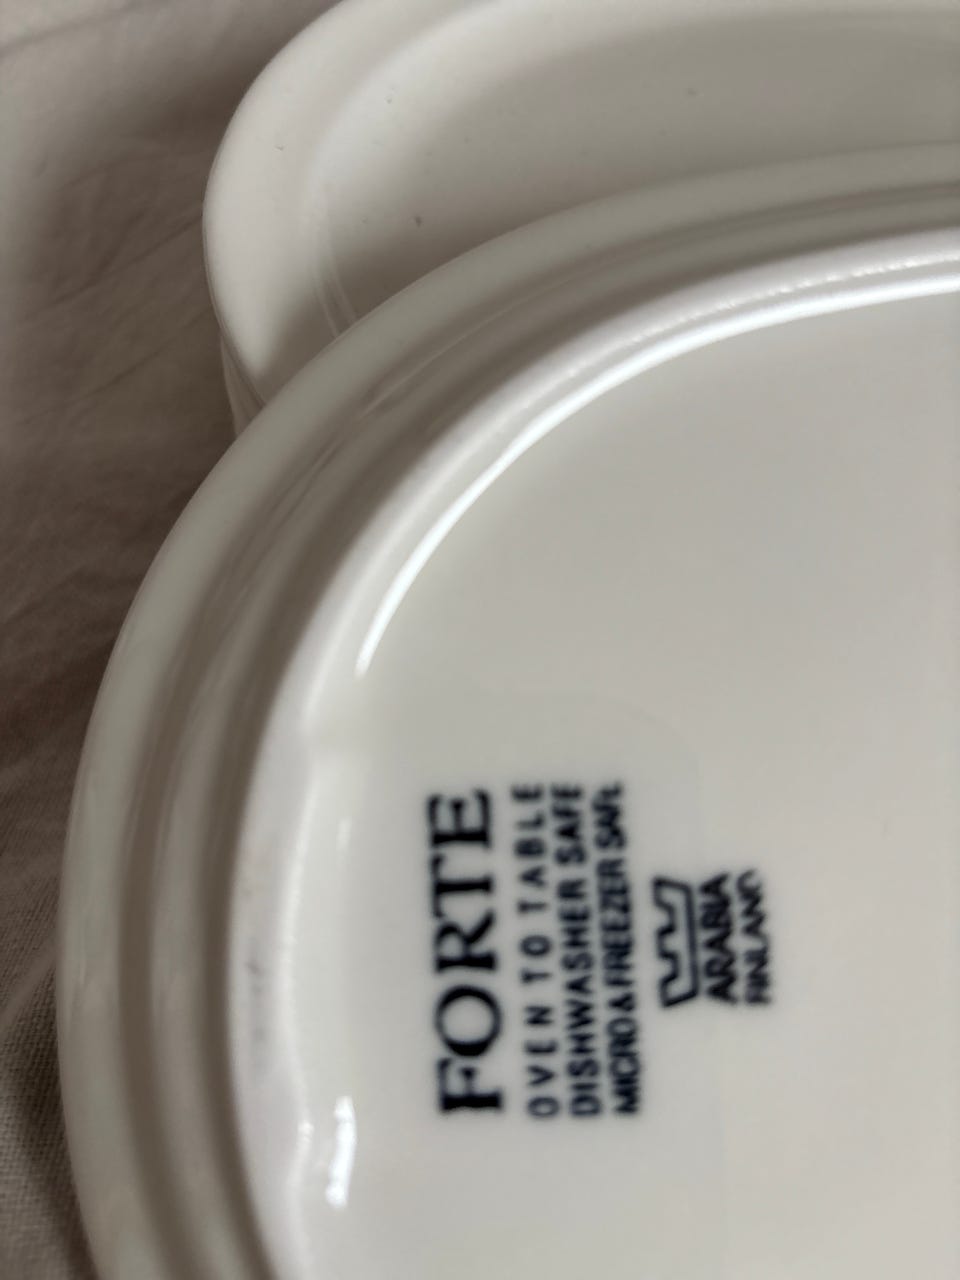 FORTE
OVEN TO TABLE
DISHWASHER SAFE
MICRO & FREEZER SAFE
ARABIA
FINLAND